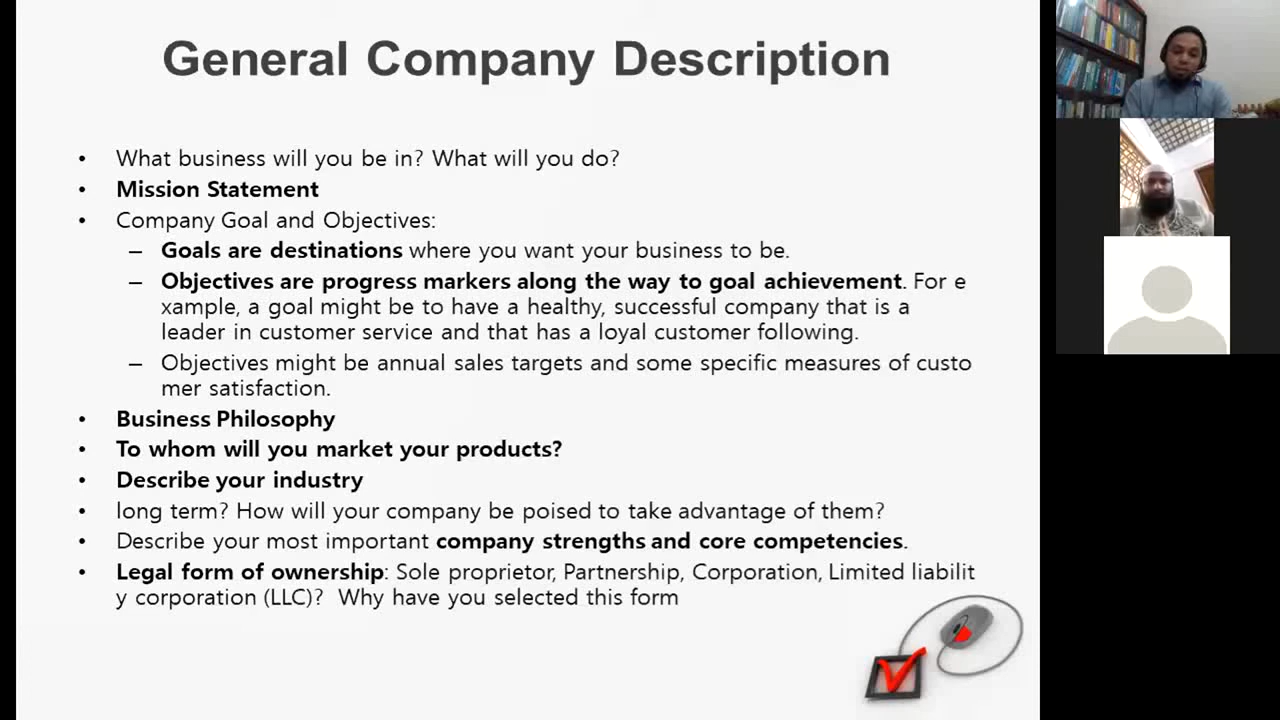 General Company Description
• What business will you be in? What will you do?
• Mission Statement
• Company Goal and Objectives:
– Goals are destinations where you want your business to be.
– Objectives are progress markers along the way to goal achievement. For e
xample, a goal might be to have a healthy, successful company that is a
leader in customer service and that has a loyal customer following.
– Objectives might be annual sales targets and some specific measures of custo
mer satisfaction.
• Business Philosophy
• To whom will you market your products?
• Describe your industry
• long term? How will your company be poised to take advantage of them?
• Describe your most important company strengths and core competencies.
• Legal form of ownership: Sole proprietor, Partnership, Corporation, Limited liabilit
y corporation (LLC)? Why have you selected this form